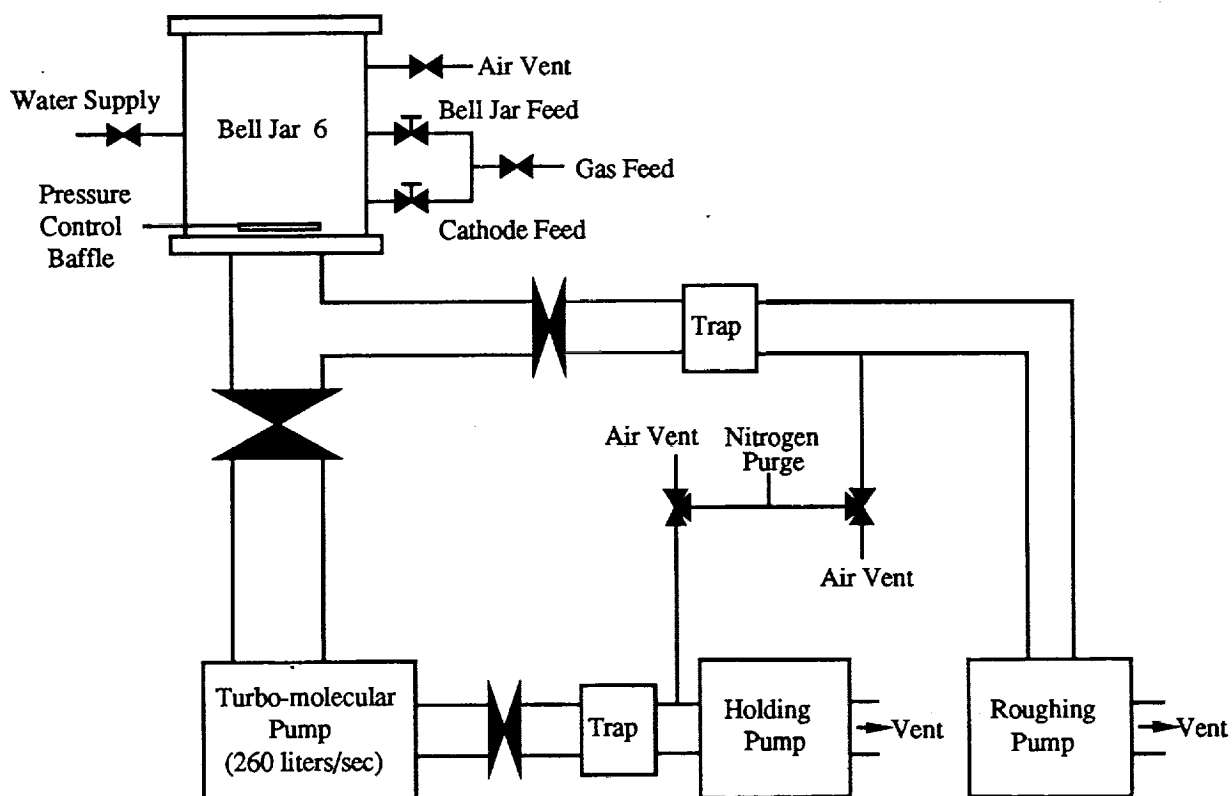 Air Vent
Water Supply
Bell Jar Feed
Bell Jar 6
Gas Feed
Pressure
Control
Baffle
Cathode Feed
Trap
Air Vent
Nitrogen
Purge
Air Vent
Turbo-molecular
Pump
(260 liters/sec)
Trap
Holding
Pump
Vent
Roughing
Pump
Vent